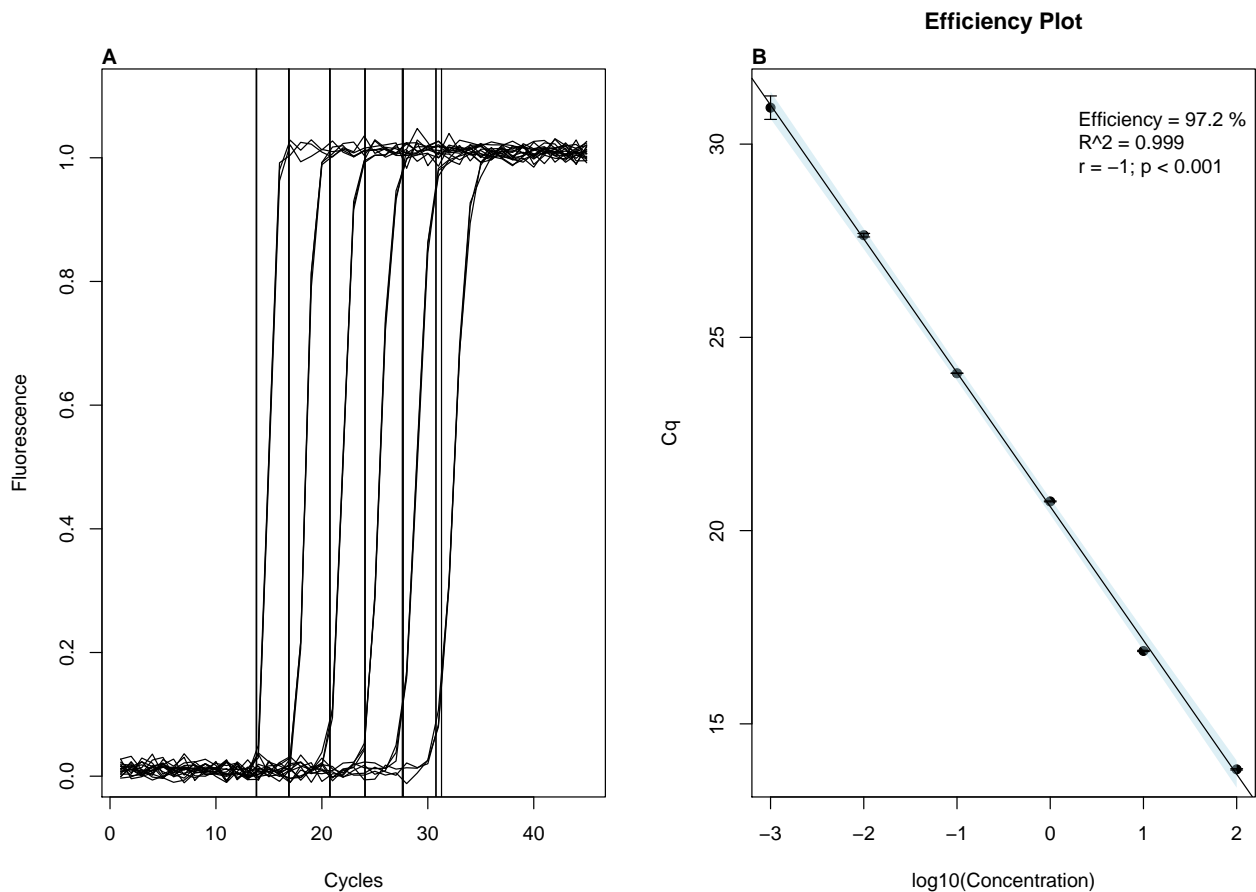 Efficiency Plot
A
B
Fluorescence
1.0
0.8
0.6
0.4
0.2
0.0
0 10 20 30 40
Cycles
Cq
30
25
20
15
Efficiency = 97.2 %
R^2 = 0.999
r = −1; p < 0.001
−3 −2 −1 0 1 2
log10(Concentration)